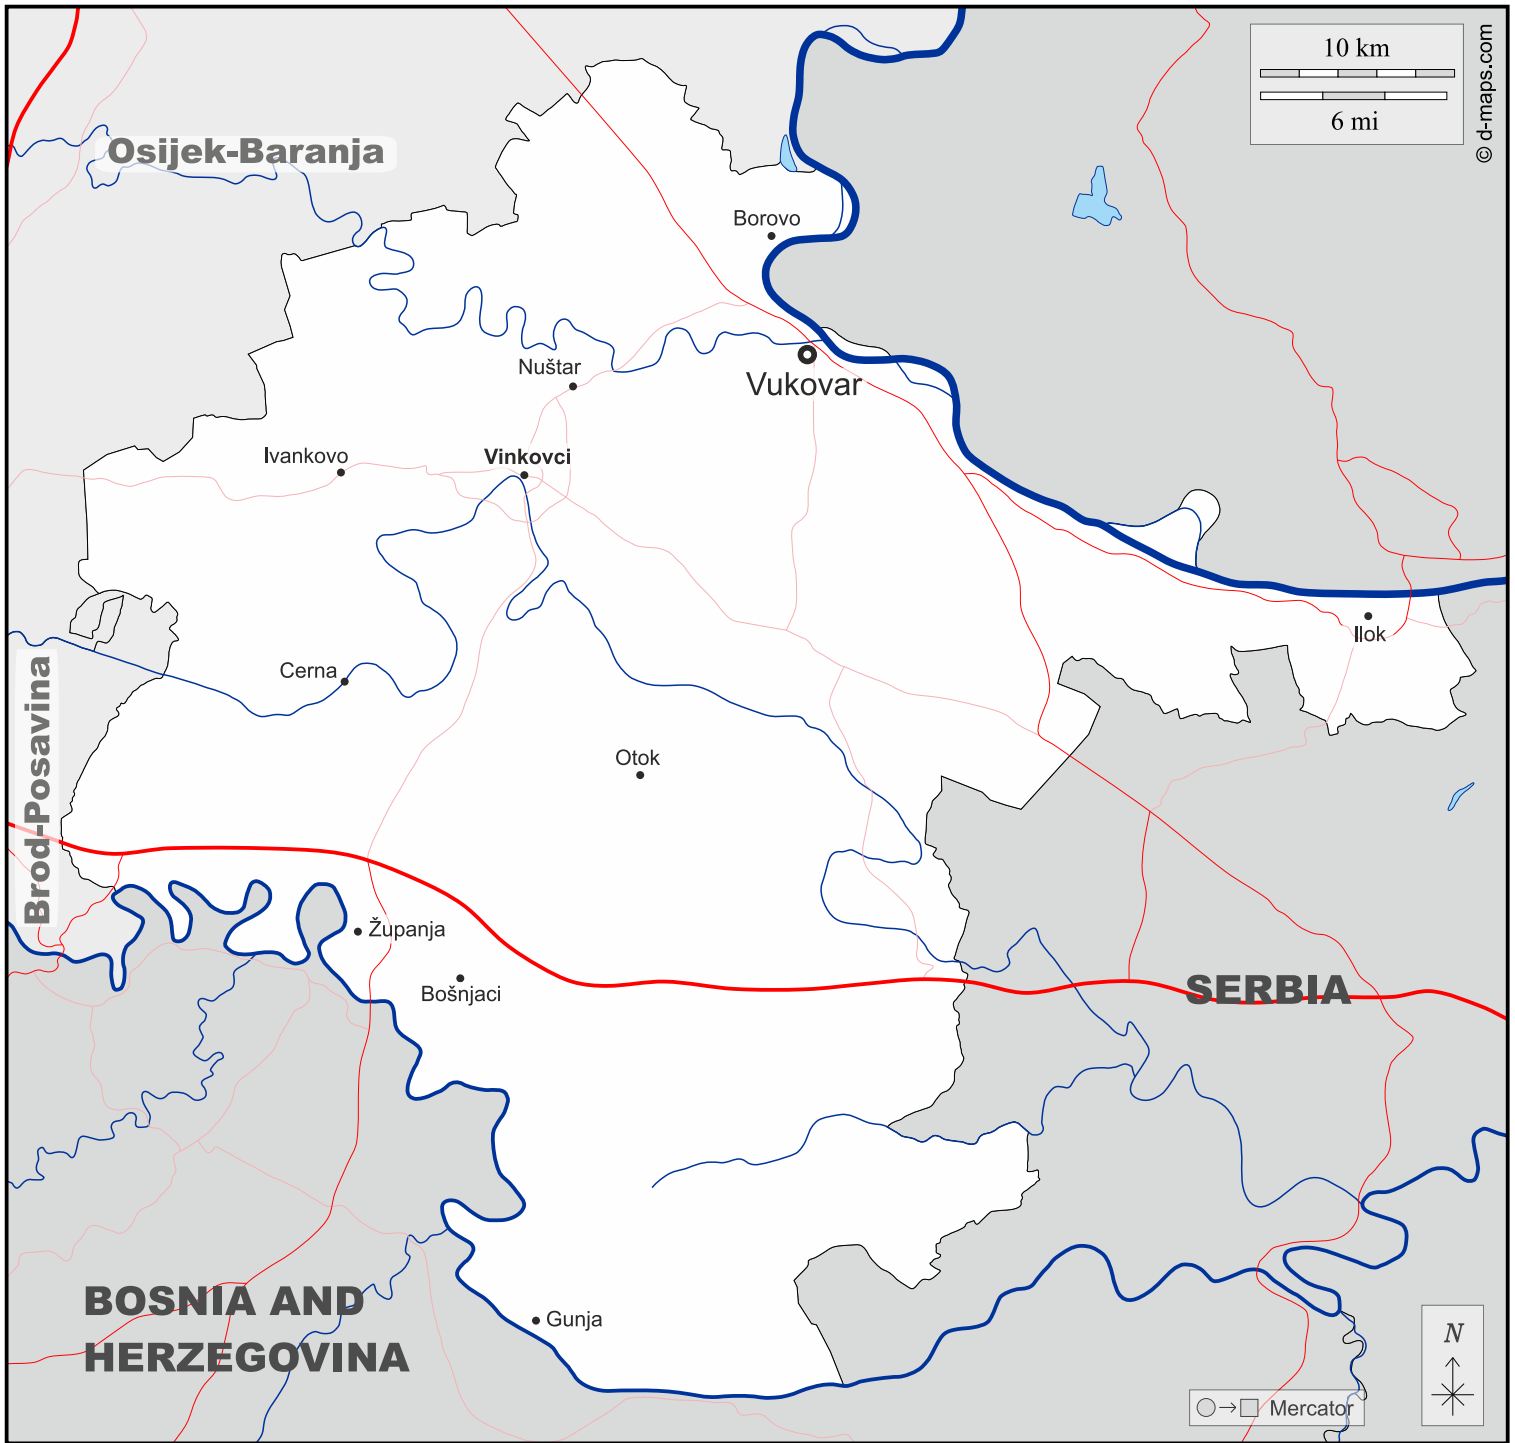 10 km
6 mi
© d-maps.com
Osijek-Baranja
Borovo
Nuštar
Vukovar
Ivankovo
Vinkovci
Ilok
Cerna
Brod-Posavina
Otok
Županja
Bošnjaci
SERBIA
BOSNIA AND
HERZEGOVINA
Gunja
N
Mercator